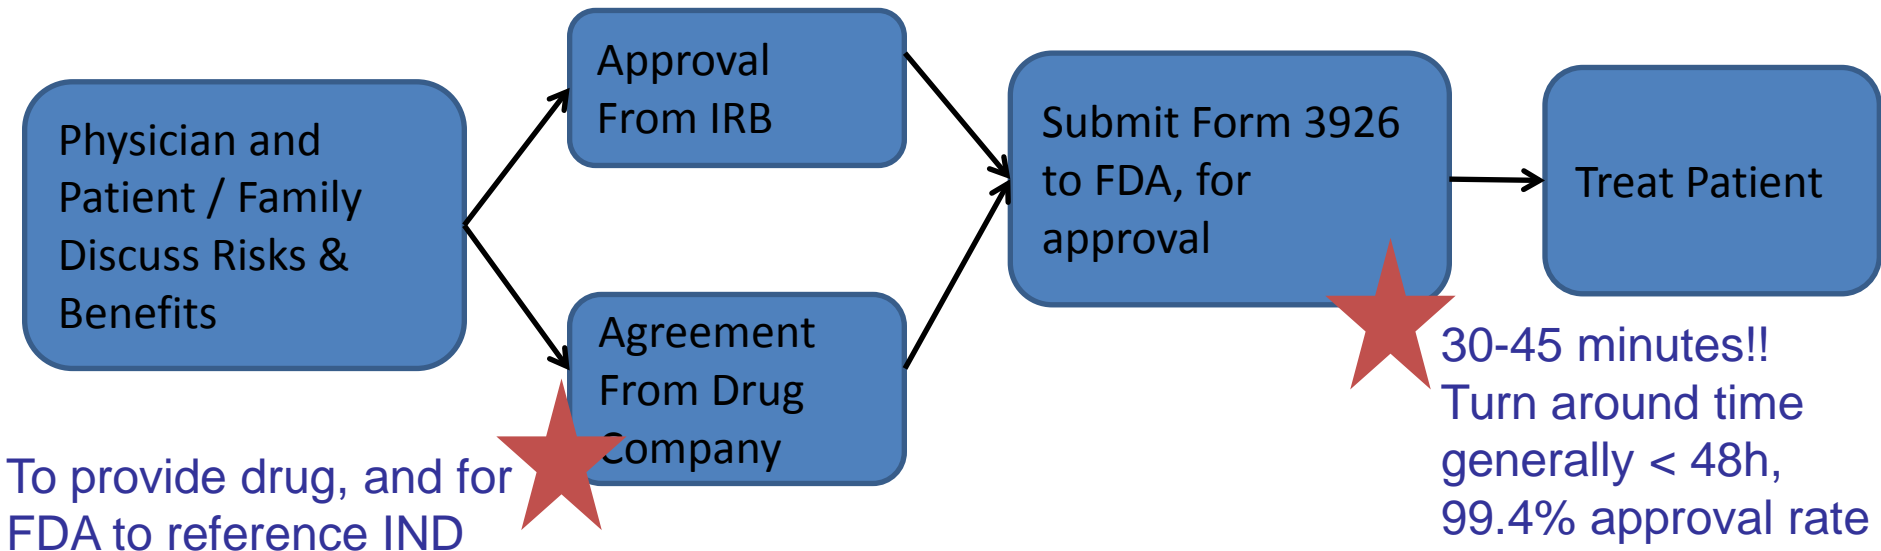 Physician and
Patient / Family
Discuss Risks &
Benefits
Approval
From IRB
Agreement
From Drug
Company
To provide drug, and for
FDA to reference IND
Submit Form 3926
to FDA, for
approval
30-45 minutes!!
Turn around time
generally < 48h,
99.4% approval rate
Treat Patient